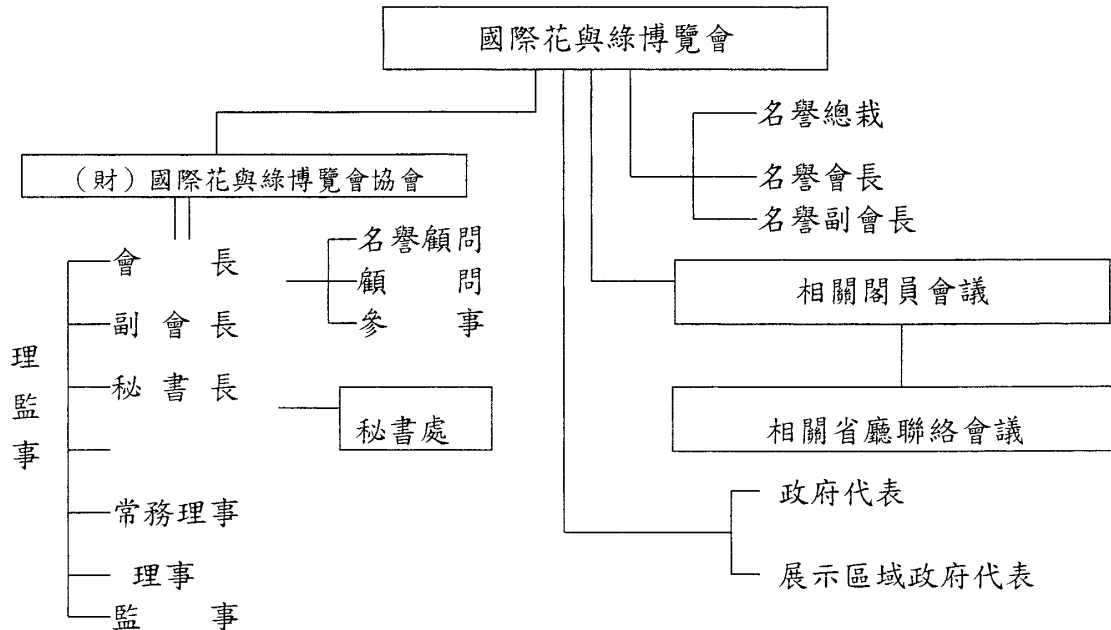 國際花與綠博覽會
名譽總栽
名譽會長
名譽副會長
（財）國際花與綠博覽會協會
會長
副會長
秘書長
常務理事
理事
監事
理監事
名譽顧問
顧問
參事
秘書處
相關閣員會議
相關省廳聯絡會議
政府代表
展示區域政府代表